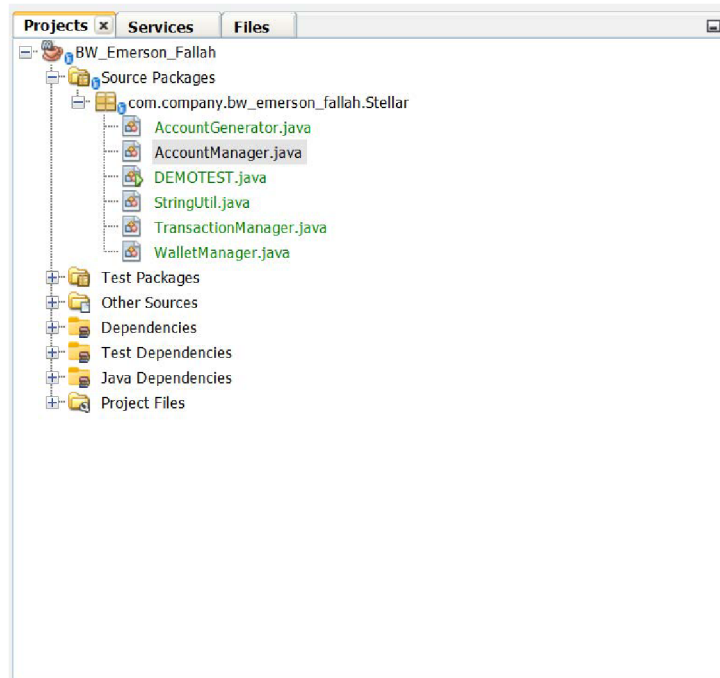 Projects Services Files
BW_Emerson_Fallah
Source Packages
com.company.bw_emerson_fallah.Stellar
AccountGenerator.java
AccountManager.java
DEMOTEST.java
StringUtil.java
TransactionManager.java
WalletManager.java
Test Packages
Other Sources
Dependencies
Test Dependencies
Java Dependencies
Project Files